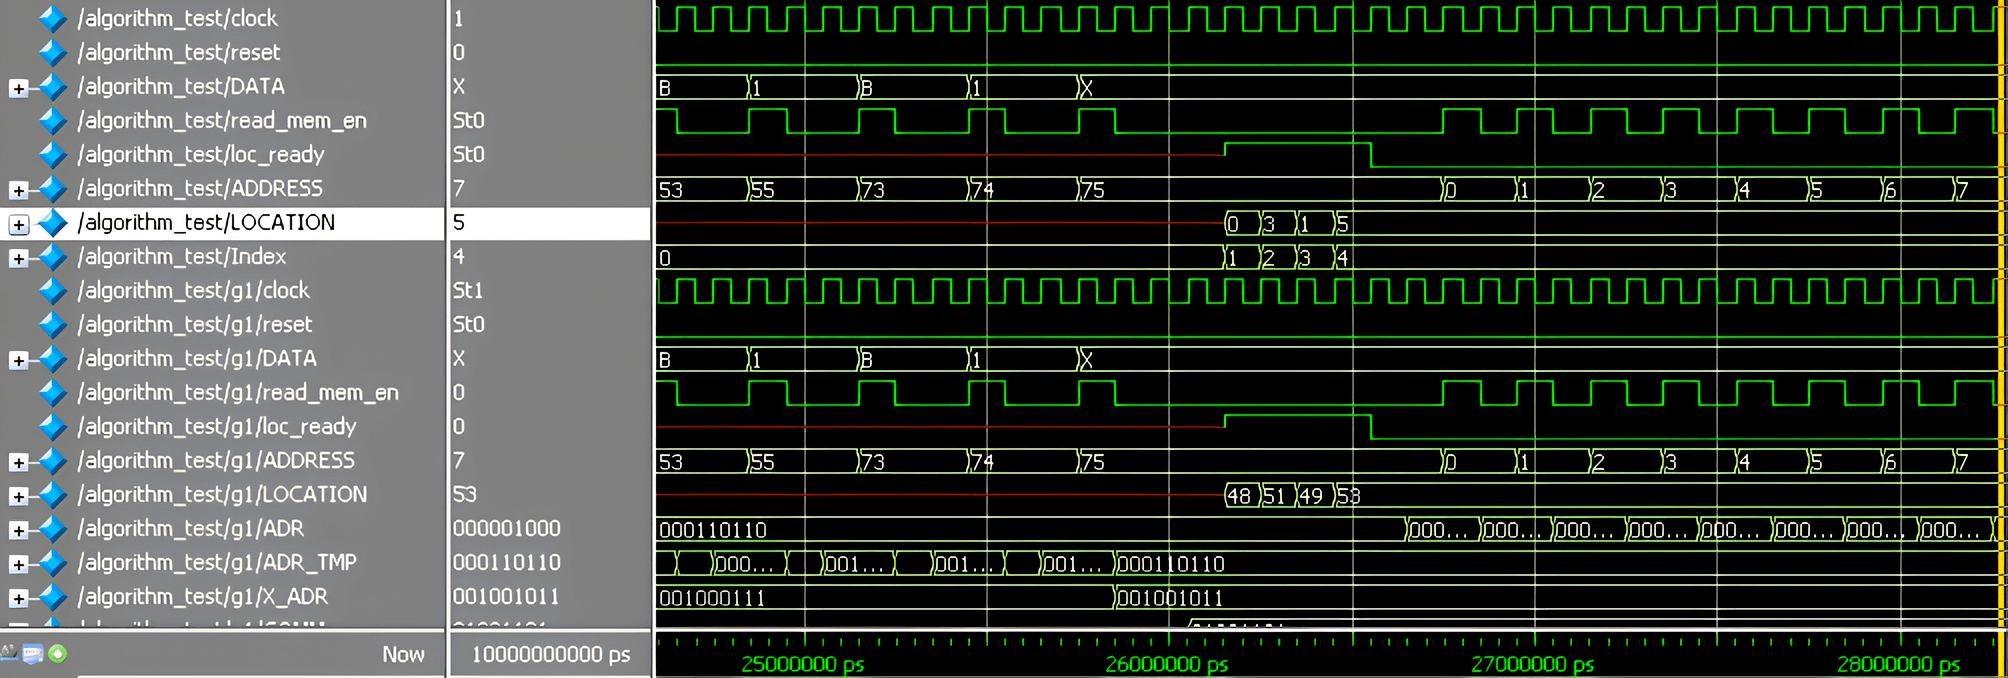 /algorithm_test/clock 1
/algorithm_test/reset 0
/algorithm_test/DATA X B 1 B 1 X
/algorithm_test/read_mem_en St0
/algorithm_test/loc_ready St0
/algorithm_test/ADDRESS 7 53 55 73 74 75 0 1 2 3 4 5 6 7
/algorithm_test/LOCATION 5 0 3 1 5
/algorithm_test/Index 4 0 1 2 3 4
/algorithm_test/g1/clock St1
/algorithm_test/g1/reset St0
/algorithm_test/g1/DATA X B 1 B 1 X
/algorithm_test/g1/read_mem_en 0
/algorithm_test/g1/loc_ready 0
/algorithm_test/g1/ADDRESS 7 53 55 73 74 75 0 1 2 3 4 5 6 7
/algorithm_test/g1/LOCATION 53 48 51 49 53
/algorithm_test/g1/ADR 000001000 000110110 000... 000... 000... 000... 000... 000... 000... 000...
/algorithm_test/g1/ADR_TMP 000110110 000... 001... 001... 001... 000110110
/algorithm_test/g1/X_ADR 001001011 001000111 001001011
Now 10000000000 ps 25000000 ps 26000000 ps 27000000 ps 28000000 ps